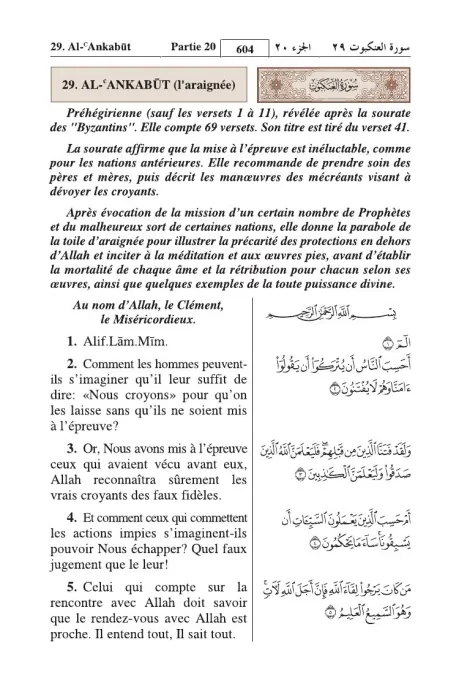 29. Al-ᶜAnkabūt Partie 20 604 الجزء ٢٠ سورة العنكبوت ٢٩
29. AL-ᶜANKABŪT (l'araignée)
سُورَةُ العَنْكَبُوتِ
Préhégirienne (sauf les versets 1 à 11), révélée après la sourate
des "Byzantins". Elle compte 69 versets. Son titre est tiré du verset 41.
La sourate affirme que la mise à l'épreuve est inéluctable, comme
pour les nations antérieures. Elle recommande de prendre soin des
pères et mères, puis décrit les manœuvres des mécréants visant à
dévoyer les croyants.
Après évocation de la mission d'un certain nombre de Prophètes
et du malheureux sort de certaines nations, elle donne la parabole de
la toile d'araignée pour illustrer la précarité des protections en dehors
d'Allah et inciter à la méditation et aux œuvres pies, avant d'établir
la mortalité de chaque âme et la rétribution pour chacun selon ses
œuvres, ainsi que quelques exemples de la toute puissance divine.
Au nom d'Allah, le Clément,
le Miséricordieux.
1. Alif.Lām.Mīm.
2. Comment les hommes peuvent-
ils s'imaginer qu'il leur suffit de
dire: «Nous croyons» pour qu'on
les laisse sans qu'ils ne soient mis
à l'épreuve?
3. Or, Nous avons mis à l'épreuve
ceux qui avaient vécu avant eux,
Allah reconnaîtra sûrement les
vrais croyants des faux fidèles.
4. Et comment ceux qui commettent
les actions impies s'imaginent-ils
pouvoir Nous échapper? Quel faux
jugement que le leur!
5. Celui qui compte sur la
rencontre avec Allah doit savoir
que le rendez-vous avec Allah est
proche. Il entend tout, Il sait tout.
بِسْمِ ٱللَّهِ ٱلرَّحْمَٰنِ ٱلرَّحِيمِ
الٓمٓ ١
أَحَسِبَ ٱلنَّاسُ أَن يُتْرَكُوٓا۟ أَن يَقُولُوٓا۟
ءَامَنَّا وَهُمْ لَا يُفْتَنُونَ ٢
وَلَقَدْ فَتَنَّا ٱلَّذِينَ مِن قَبْلِهِمْ ۖ فَلَيَعْلَمَنَّ ٱللَّهُ ٱلَّذِينَ
صَدَقُوا۟ وَلَيَعْلَمَنَّ ٱلْكَٰذِبِينَ ٣
أَمْ حَسِبَ ٱلَّذِينَ يَعْمَلُونَ ٱلسَّيِّـَٔاتِ أَن
يَسْبِقُونَا ۚ سَآءَ مَا يَحْكُمُونَ ٤
مَن كَانَ يَرْجُوا۟ لِقَآءَ ٱللَّهِ فَإِنَّ أَجَلَ ٱللَّهِ لَءَاتٍ ۚ
وَهُوَ ٱلسَّمِيعُ ٱلْعَلِيمُ ٥